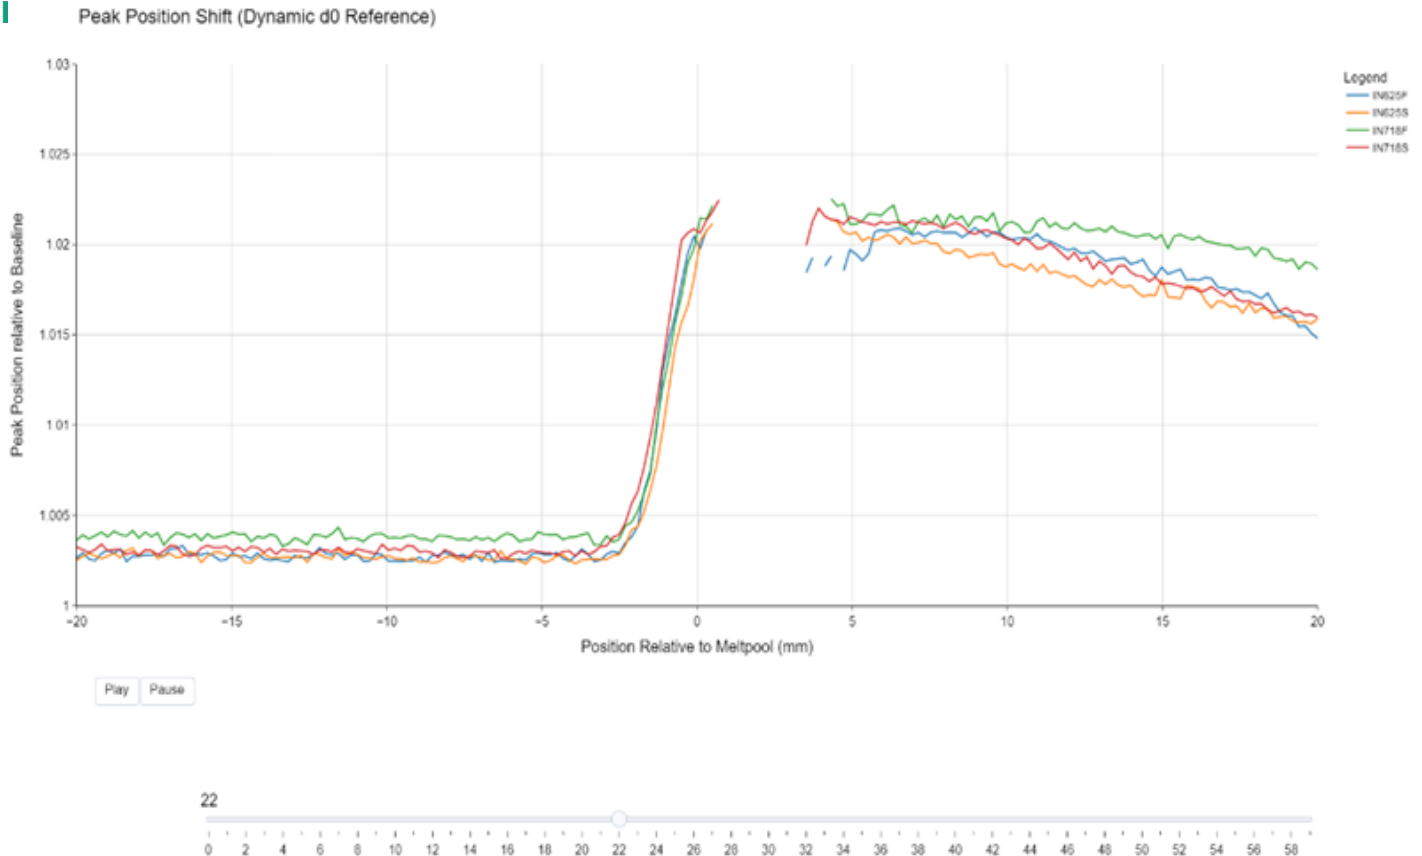 Peak Position Shift (Dynamic d0 Reference)
1.03
1.025
1.02
1.015
1.01
1.005
1
Peak Position relative to Baseline
−20 −15 −10 −5 0 5 10 15 20
Position Relative to Meltpool (mm)
Legend
IN625F
IN625S
IN718F
IN718S
Play Pause
22
0 2 4 6 8 10 12 14 16 18 20 22 24 26 28 30 32 34 36 38 40 42 44 46 48 50 52 54 56 58